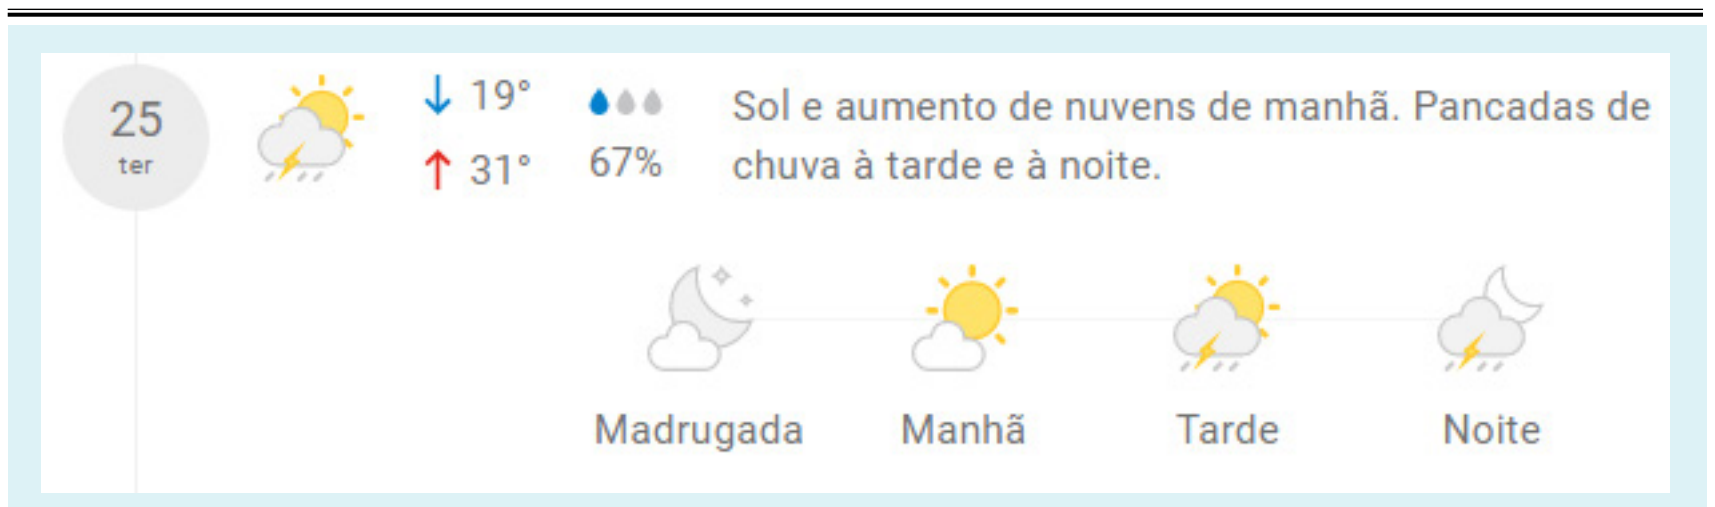 25
ter
19°
31°
67%
Sol e aumento de nuvens de manhã. Pancadas de
chuva à tarde e à noite.
Madrugada
Manhã
Tarde
Noite